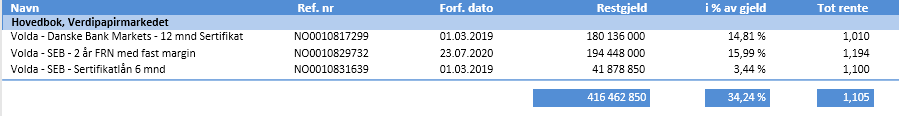 Navn Ref. nr Forf. dato Restgjeld i % av gjeld Tot rente
Hovedbok, Verdipapirmarkedet
Volda - Danske Bank Markets - 12 mnd Sertifikat NO0010817299 01.03.2019 180 136 000 14,81 % 1,010
Volda - SEB - 2 år FRN med fast margin NO0010829732 23.07.2020 194 448 000 15,99 % 1,194
Volda - SEB - Sertifikatlån 6 mnd NO0010831639 01.03.2019 41 878 850 3,44 % 1,100
416 462 850 34,24 % 1,105